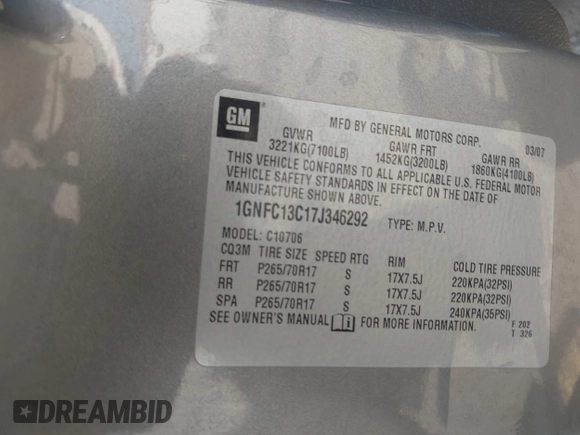 GM
MFD BY GENERAL MOTORS CORP.
03/07
GVWR GAWR FRT GAWR RR
3221KG(7100LB) 1452KG(3200LB) 1860KG(4100LB)
THIS VEHICLE CONFORMS TO ALL APPLICABLE U.S. FEDERAL MOTOR
VEHICLE SAFETY STANDARDS IN EFFECT ON THE DATE OF
MANUFACTURE SHOWN ABOVE.
1GNFC13C17J346292 TYPE: M.P.V.
MODEL: C10706
CQ3M TIRE SIZE SPEED RTG RIM COLD TIRE PRESSURE
FRT P265/70R17 S 17X7.5J 220KPA(32PSI)
RR P265/70R17 S 17X7.5J 220KPA(32PSI)
SPA P265/70R17 S 17X7.5J 240KPA(35PSI)
SEE OWNER'S MANUAL FOR MORE INFORMATION.
F 202
T 326
DREAMBID